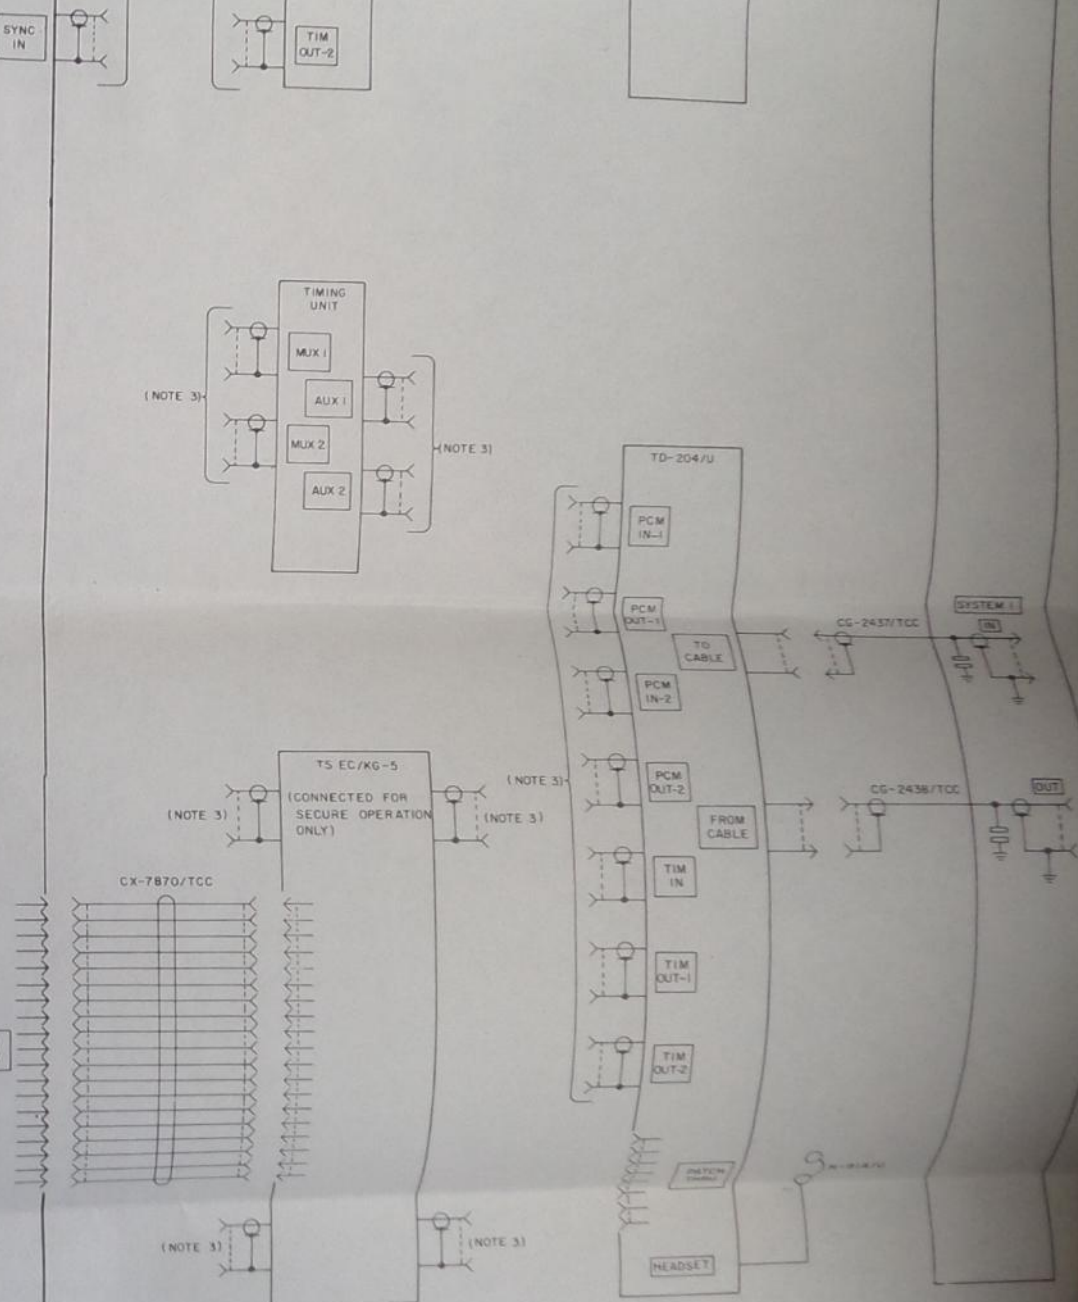 SYNC
IN
TIM
OUT-2
TIMING
UNIT
MUX 1
(NOTE 3)
AUX 1
MUX 2
(NOTE 3)
AUX 2
TD-204/U
PCM
IN-1
PCM
OUT-1
TO
CABLE
CG-2437/TCC
SYSTEM 1
IN
PCM
IN-2
TS EC/KG-5
(CONNECTED FOR
SECURE OPERATION
ONLY)
(NOTE 3)
(NOTE 3)
(NOTE 3)
PCM
OUT-2
FROM
CABLE
CG-2438/TCC
OUT
CX-7870/TCC
TIM
IN
TIM
OUT-1
TIM
OUT-2
PATCH
(NOTE 3)
(NOTE 3)
HEADSET